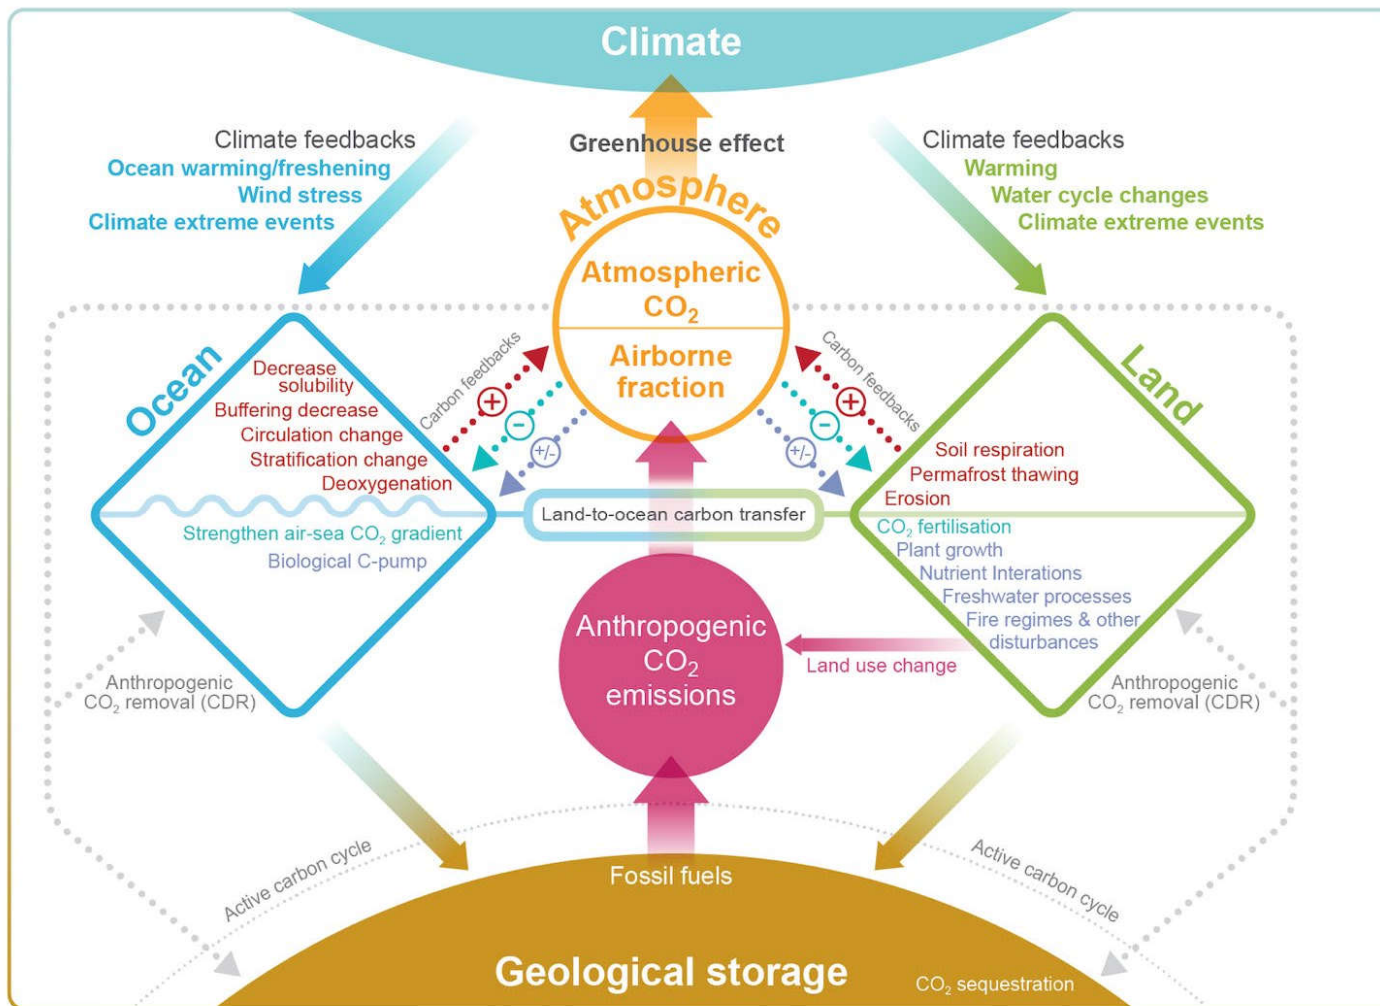 Climate
Greenhouse effect
Climate feedbacks
Ocean warming/freshening
Wind stress
Climate extreme events
Climate feedbacks
Warming
Water cycle changes
Climate extreme events
Atmosphere
Atmospheric
CO₂
Airborne
fraction
Ocean
Decrease
solubility
Buffering decrease
Circulation change
Stratification change
Deoxygenation
Strengthen air-sea CO₂ gradient
Biological C-pump
Carbon feedbacks
+
-
+/-
Carbon feedbacks
+
-
+/-
Land
Soil respiration
Permafrost thawing
Erosion
CO₂ fertilisation
Plant growth
Nutrient Interations
Freshwater processes
Fire regimes & other
disturbances
Land-to-ocean carbon transfer
Anthropogenic
CO₂
emissions
Land use change
Anthropogenic
CO₂ removal (CDR)
Anthropogenic
CO₂ removal (CDR)
Active carbon cycle
Active carbon cycle
Fossil fuels
Geological storage
CO₂ sequestration